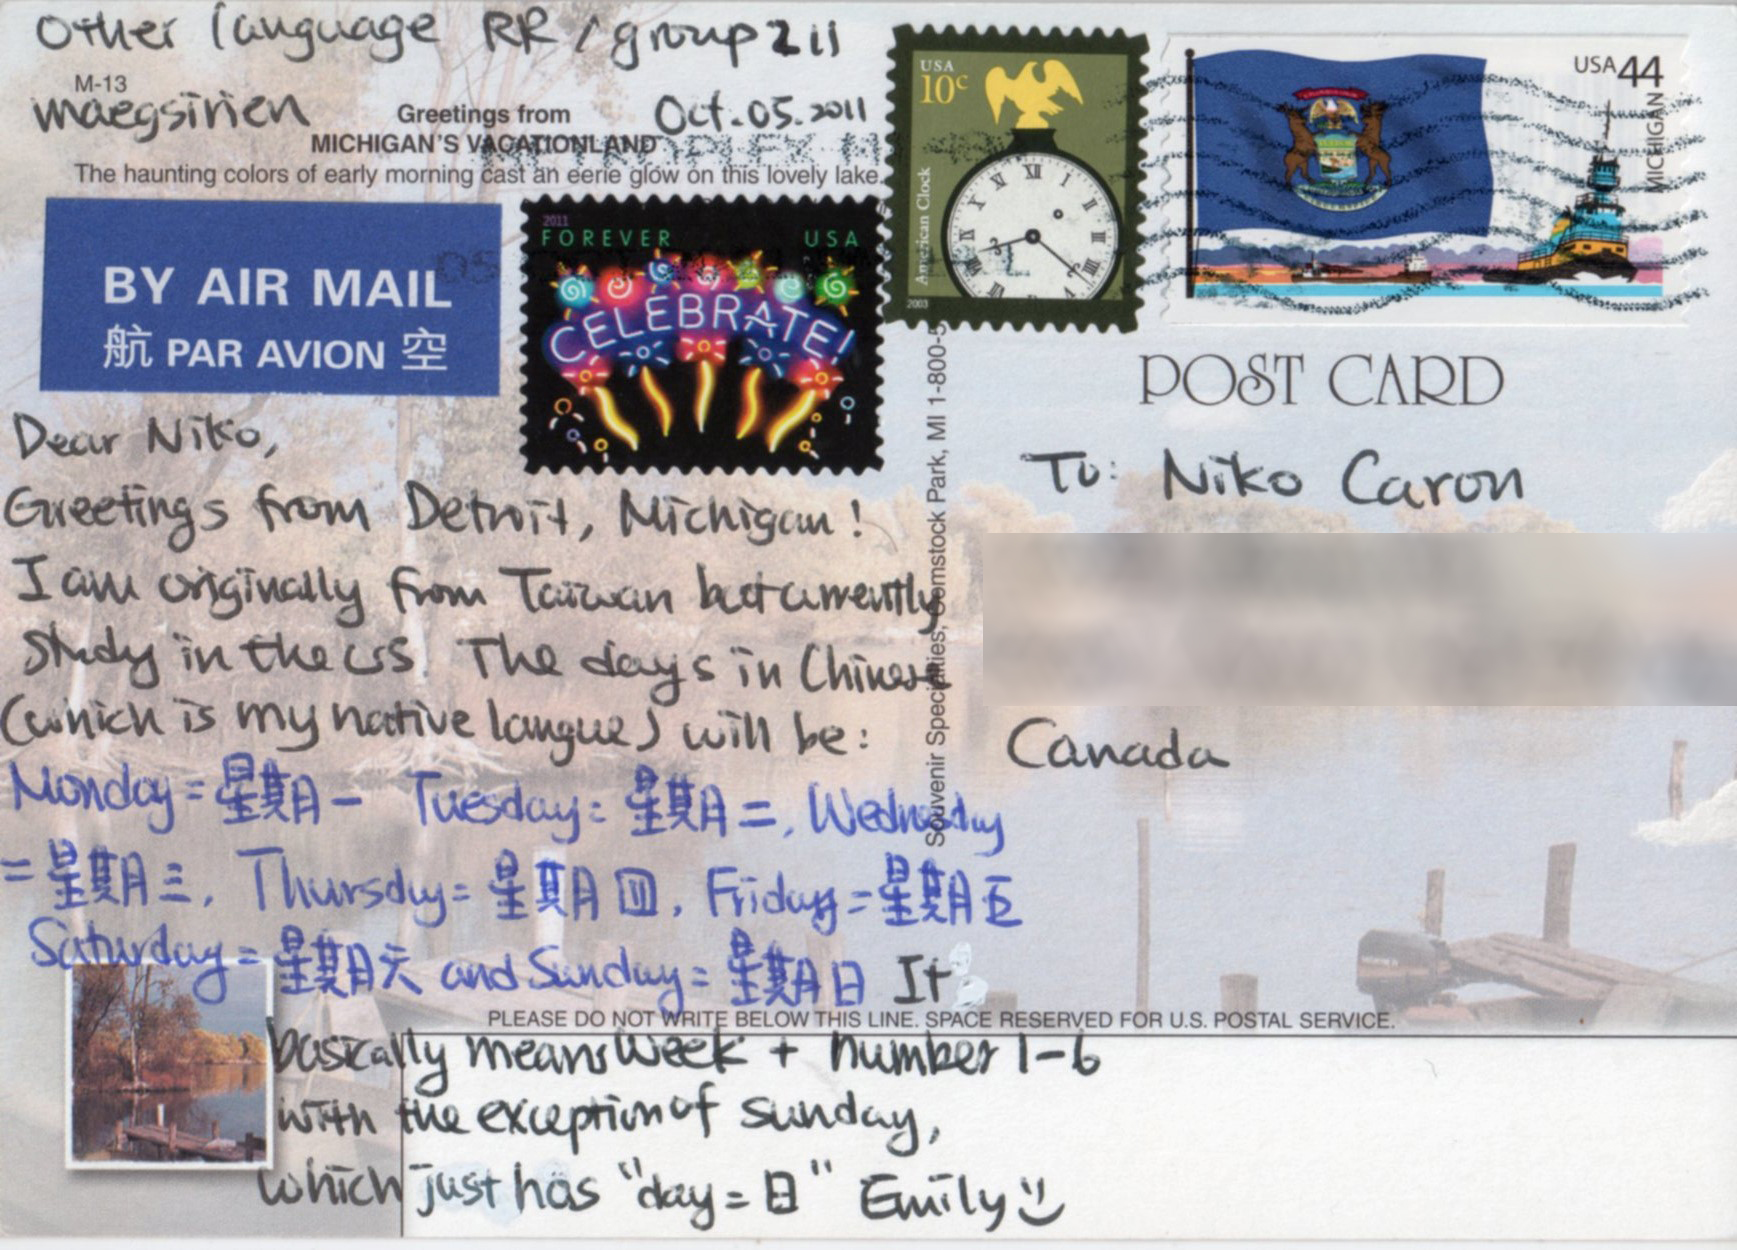 Other language RR / group 211
M-13
maegsirien
Greetings from
Oct. 05. 2011
MICHIGAN'S VACATIONLAND
The haunting colors of early morning cast an eerie glow on this lovely lake.
BY AIR MAIL
航 PAR AVION 空
2011
FOREVER USA
CELEBRATE!
USA
10c
American Clock
2003
USA 44
MICHIGAN
POST CARD
Dear Niko,
Greetings from Detroit, Michigan!
I am originally from Taiwan but currently
study in the US. The days in Chinese
(which is my native langue) will be:
Monday = 星期一 Tuesday = 星期二, Wednesday
= 星期三, Thursday = 星期四, Friday = 星期五
Saturday = 星期六 and Sunday = 星期日 It
basically means Week + number 1-6
with the exception of sunday,
which just has "day = 日" Emily
Souvenir Specialties, Comstock Park, MI 1-800-5
To: Niko Caron
Canada
PLEASE DO NOT WRITE BELOW THIS LINE. SPACE RESERVED FOR U.S. POSTAL SERVICE.